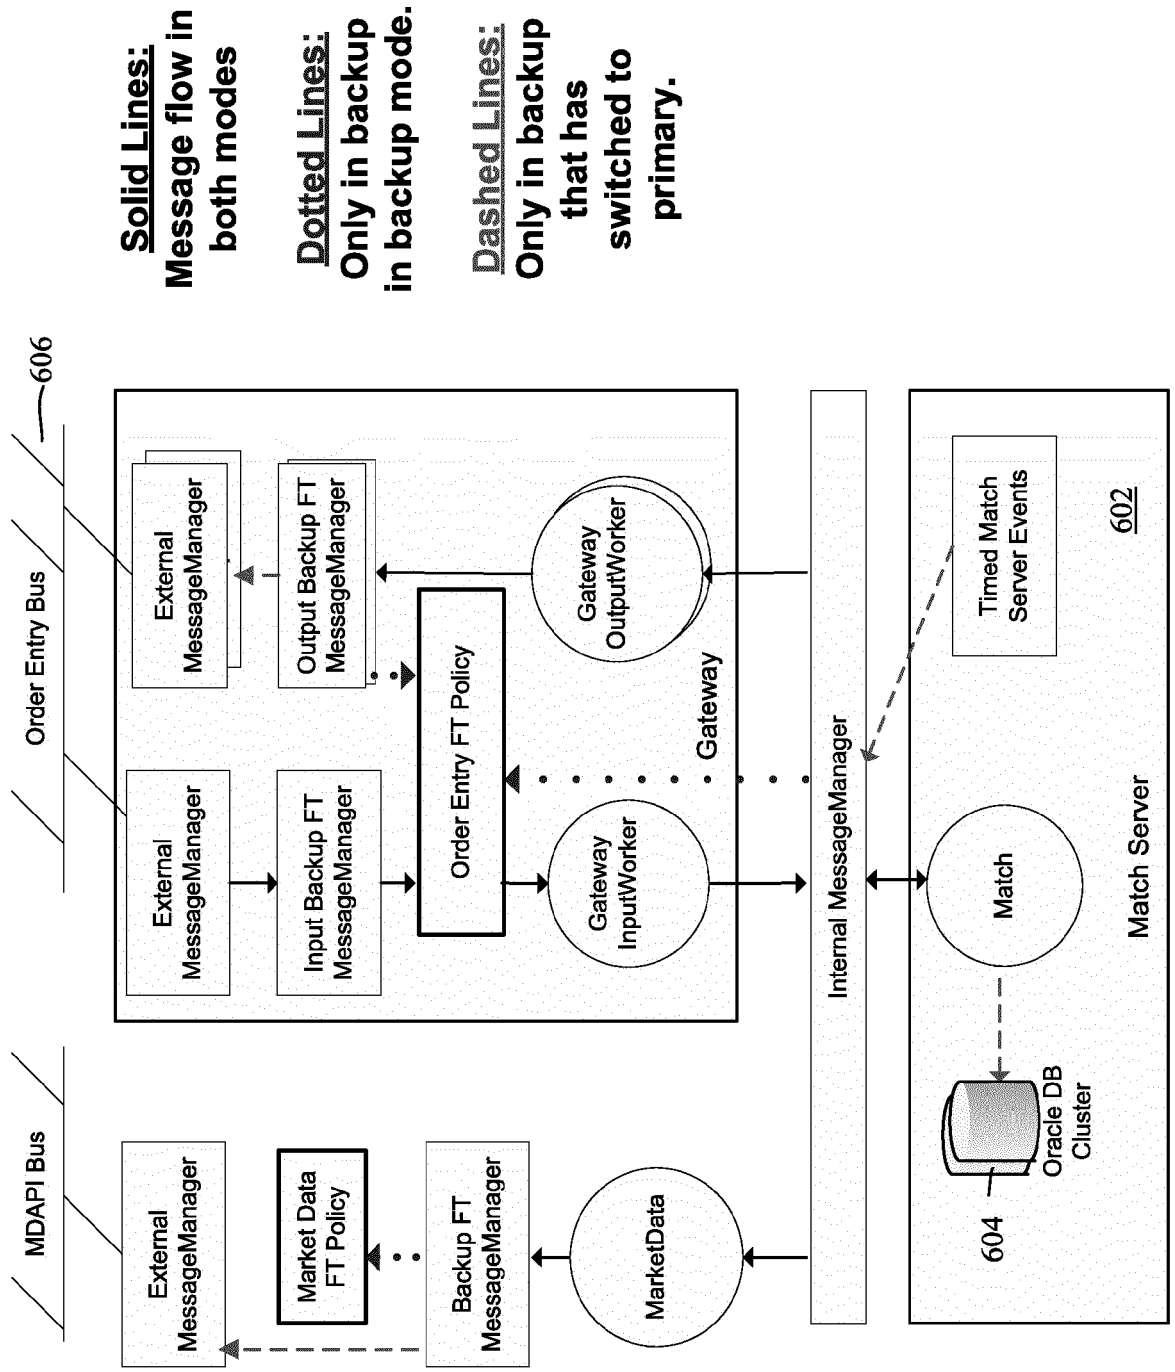 MDAPI Bus
Order Entry Bus
606
External
MessageManager
Market Data
FT Policy
Backup FT
MessageManager
MarketData
External
MessageManager
Input Backup FT
MessageManager
External
MessageManager
Output Backup FT
MessageManager
Order Entry FT Policy
Gateway
InputWorker
Gateway
OutputWorker
Gateway
Internal MessageManager
604
Oracle DB
Cluster
Match
Timed Match
Server Events
602
Match Server
Solid Lines:
Message flow in
both modes
Dotted Lines:
Only in backup
in backup mode.
Dashed Lines:
Only in backup
that has
switched to
primary.